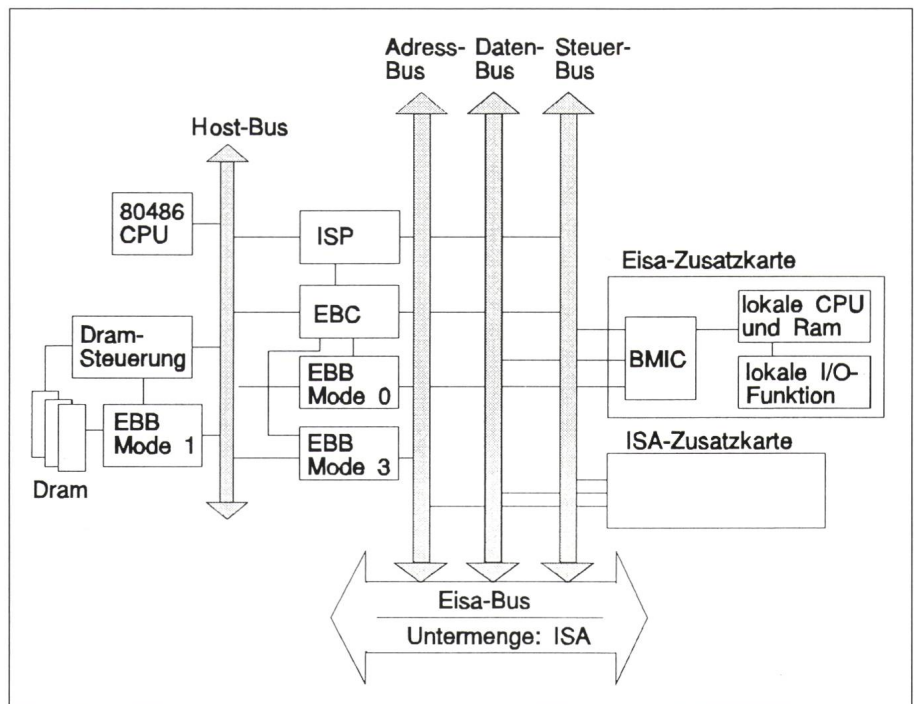 Adress-
Bus
Daten-
Bus
Steuer-
Bus
Host-Bus
80486
CPU
ISP
Eisa-Zusatzkarte
EBC
lokale CPU
und Ram
Dram-
Steuerung
BMIC
EBB
Mode 0
lokale I/O-
Funktion
EBB
Mode 1
EBB
Mode 3
ISA-Zusatzkarte
Dram
Eisa-Bus
Untermenge: ISA